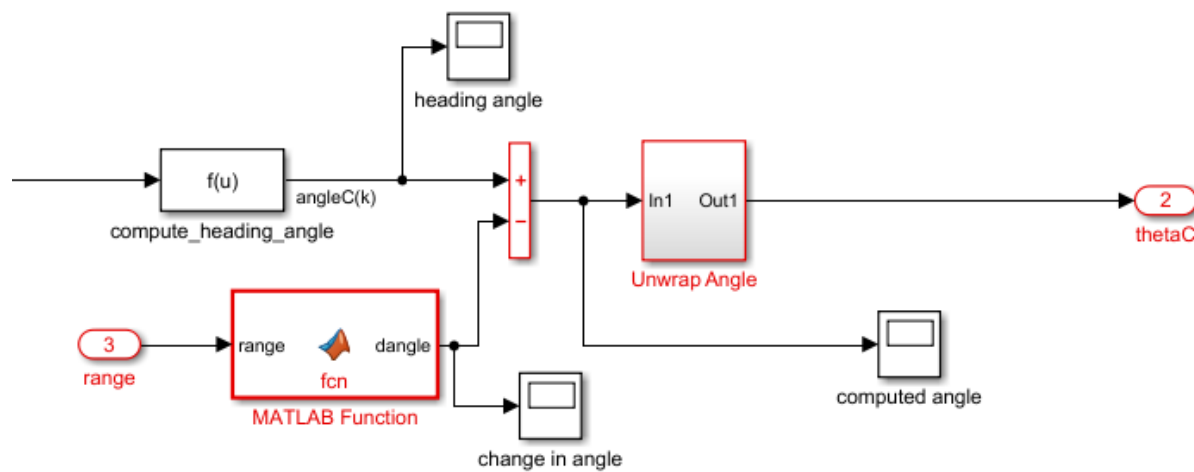 heading angle
f(u)
angleC(k)
compute_heading_angle
+
−
In1 Out1
Unwrap Angle
2
thetaC
3
range
range dangle
fcn
MATLAB Function
change in angle
computed angle